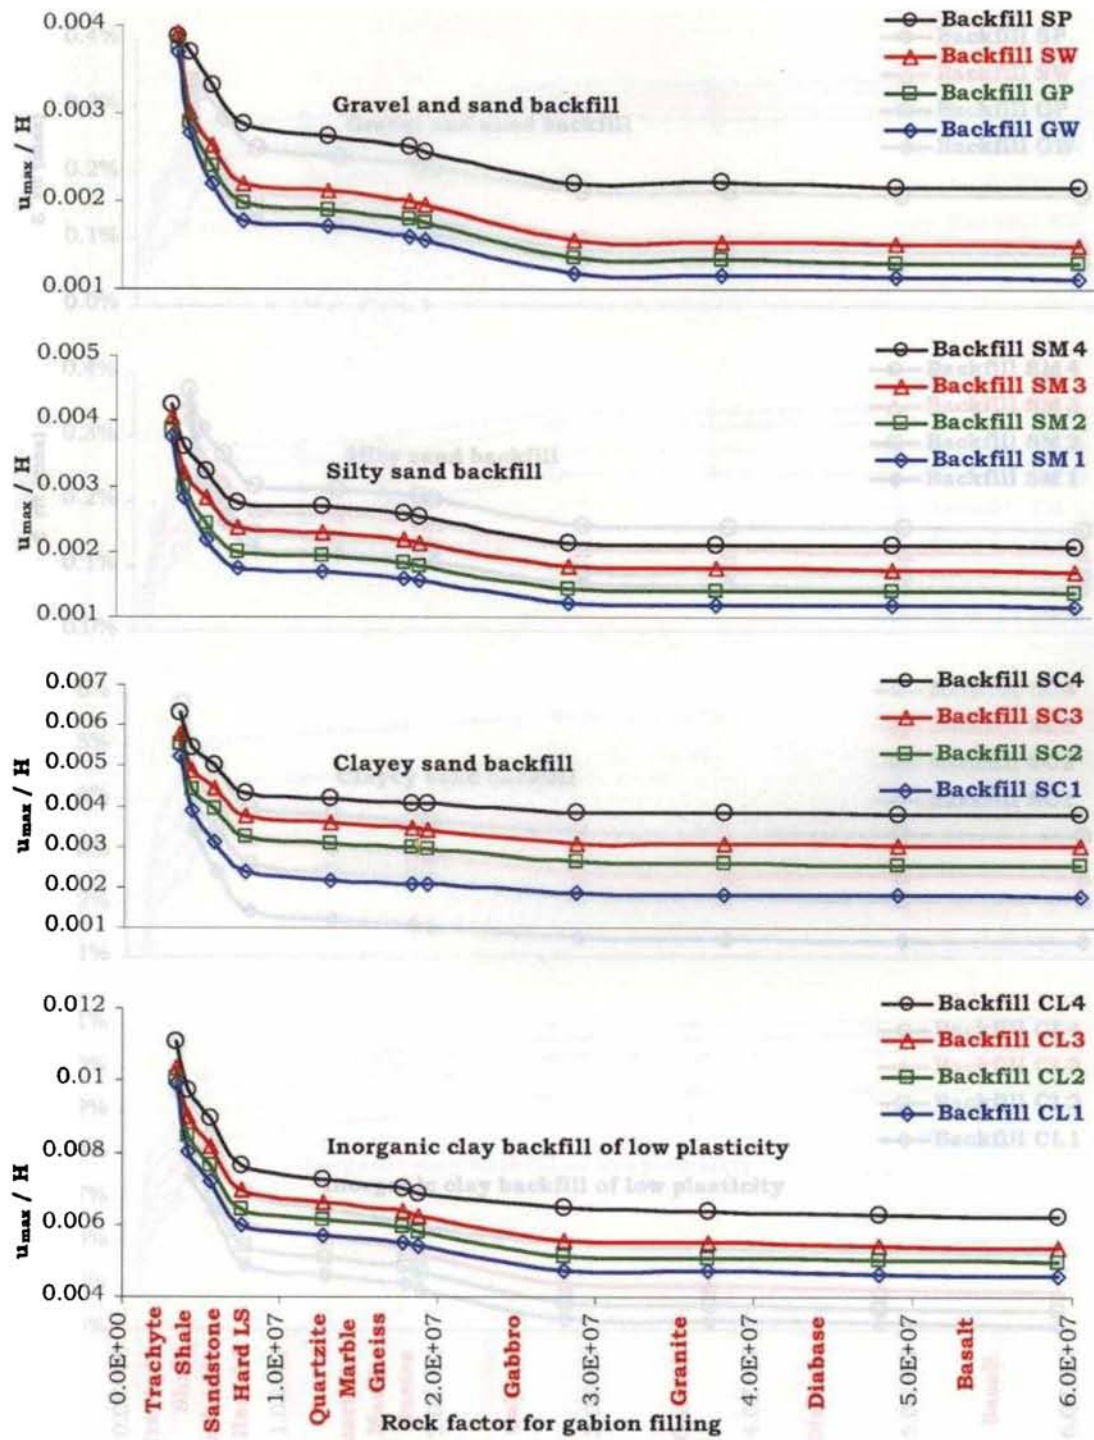 0.004
0.003
0.002
0.001
u_max / H
Gravel and sand backfill
Backfill SP
Backfill SW
Backfill GP
Backfill GW
0.005
0.004
0.003
0.002
0.001
u_max / H
Silty sand backfill
Backfill SM4
Backfill SM3
Backfill SM2
Backfill SM1
0.007
0.006
0.005
0.004
0.003
0.002
0.001
u_max / H
Clayey sand backfill
Backfill SC4
Backfill SC3
Backfill SC2
Backfill SC1
0.012
0.01
0.008
0.006
0.004
u_max / H
Inorganic clay backfill of low plasticity
Backfill CL4
Backfill CL3
Backfill CL2
Backfill CL1
0.0E+00
Trachyte
Shale
Sandstone
Hard LS
1.0E+07
Quartzite
Marble
Gneiss
2.0E+07
Gabbro
3.0E+07
Granite
4.0E+07
Diabase
5.0E+07
Basalt
6.0E+07
Rock factor for gabion filling